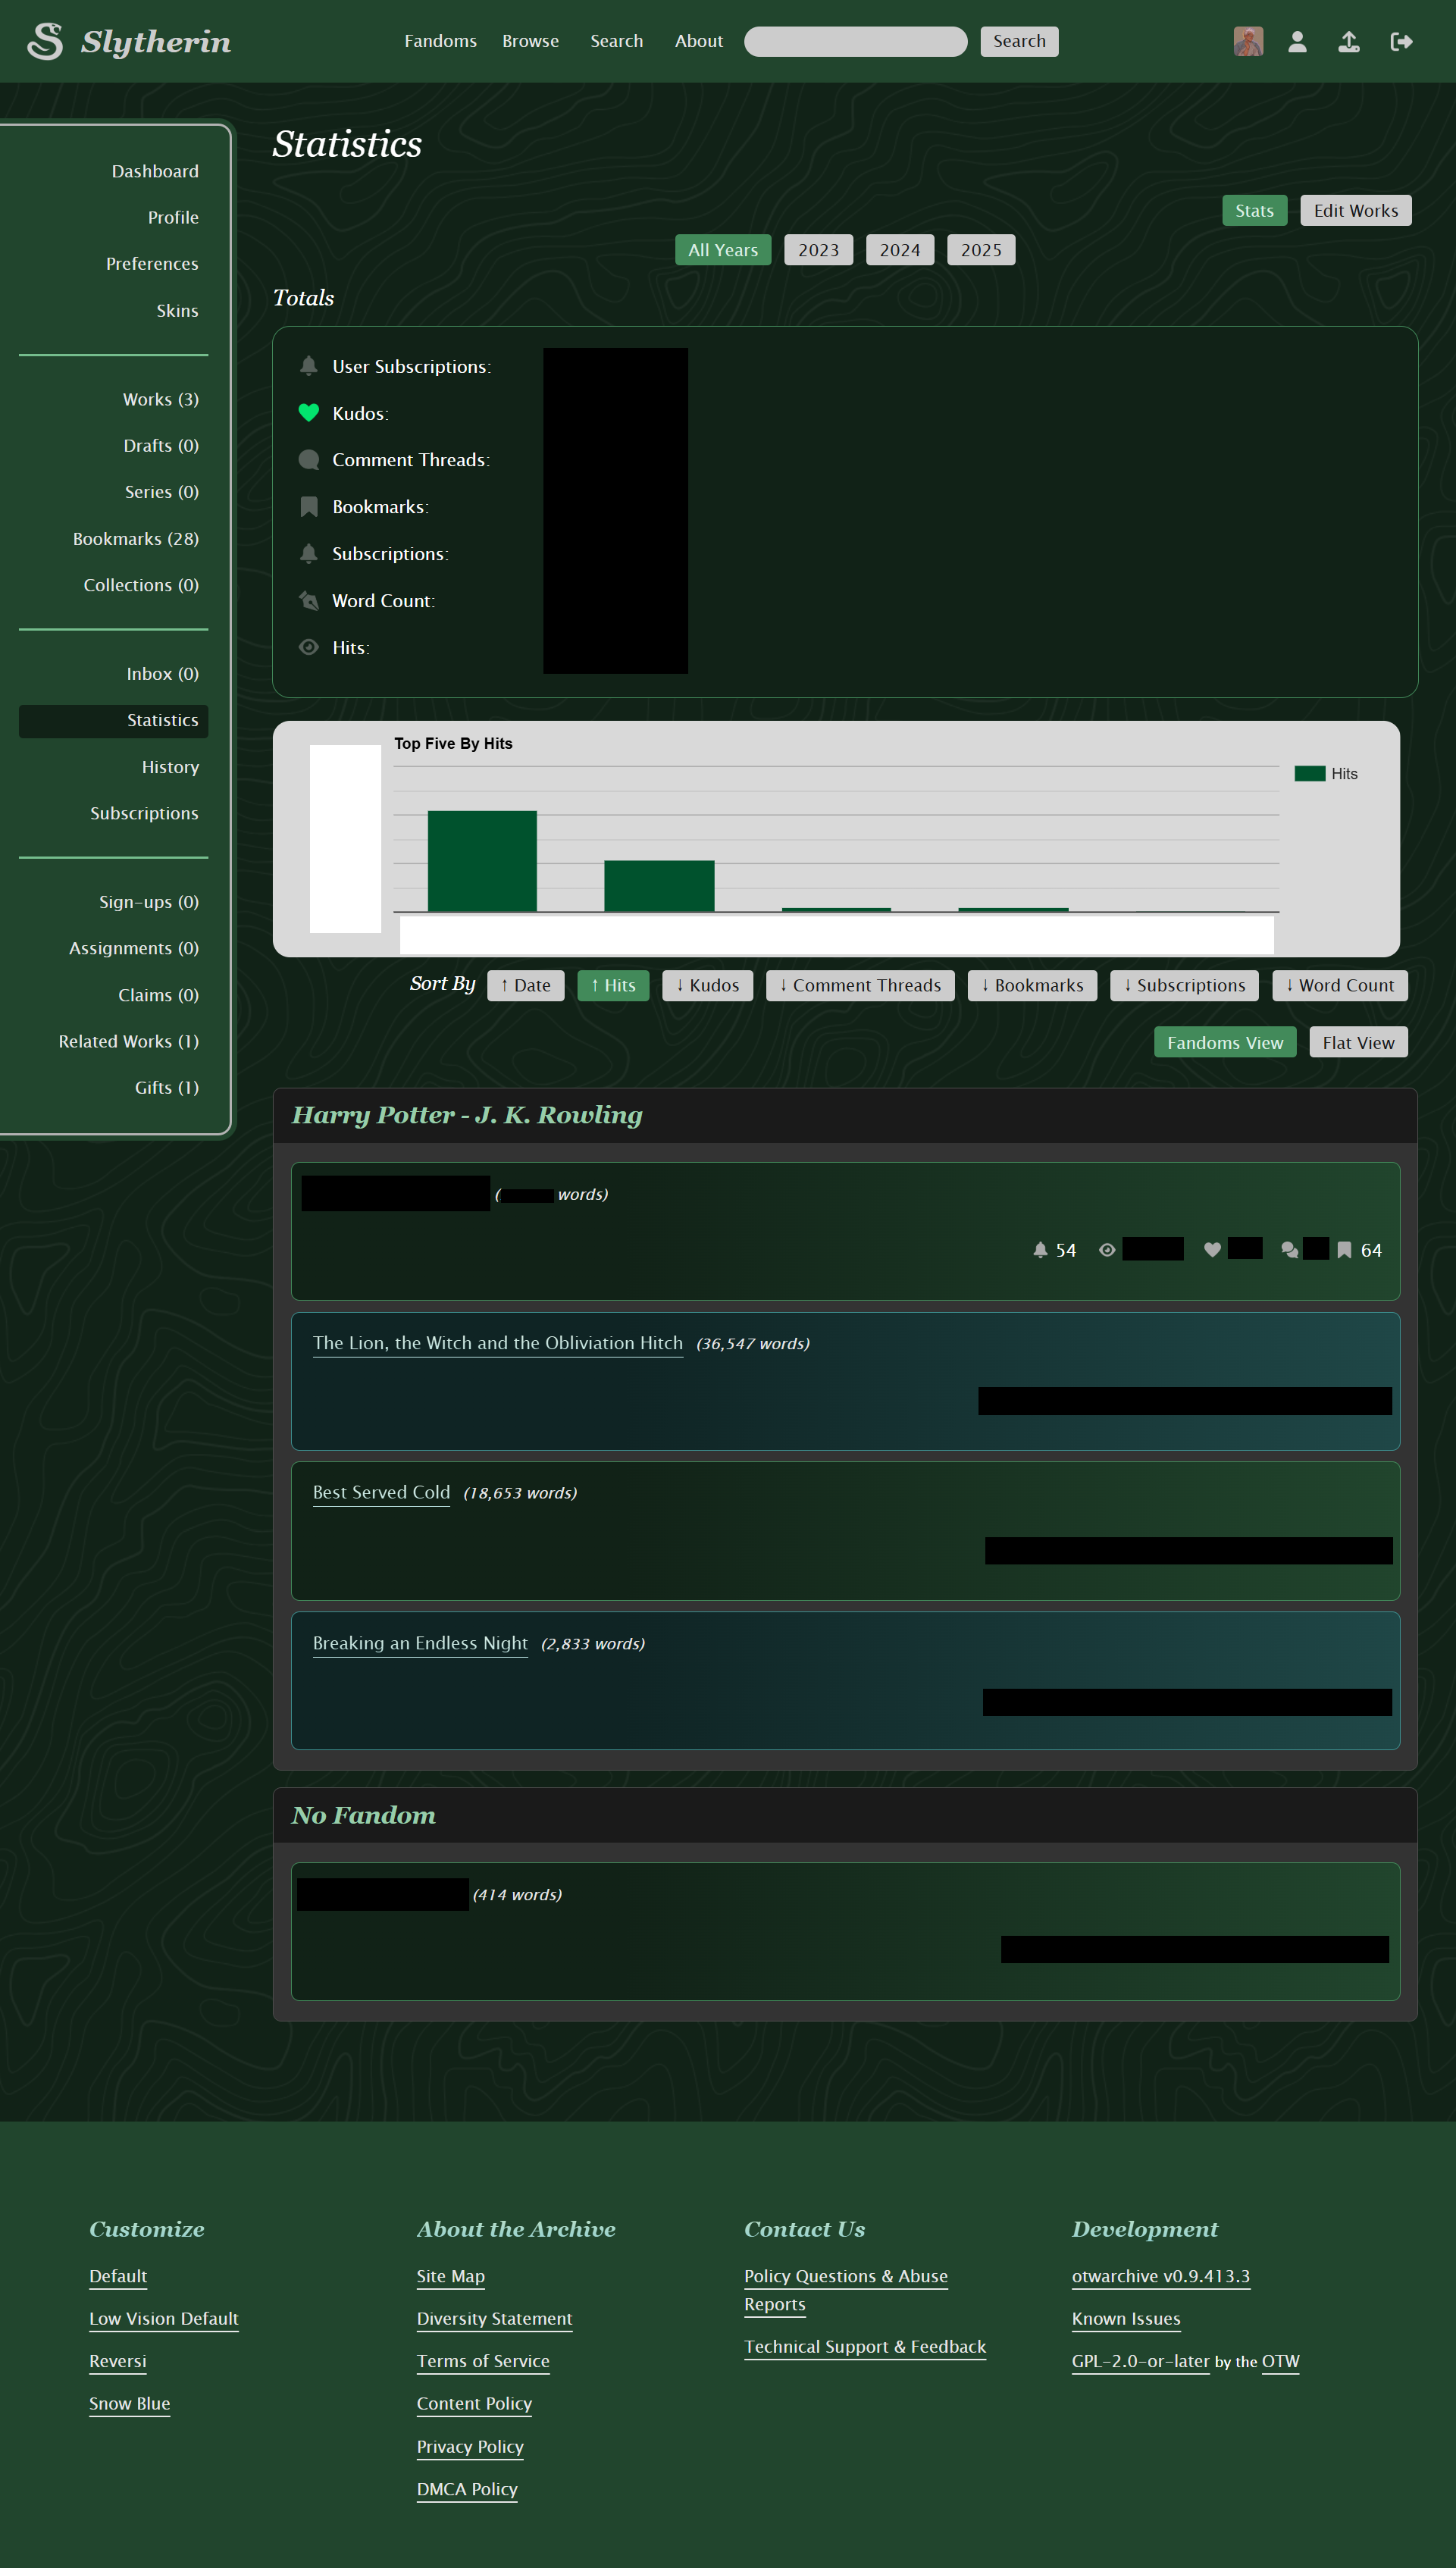 Slytherin
Fandoms Browse Search About Search
Dashboard
Profile
Preferences
Skins
Works (3)
Drafts (0)
Series (0)
Bookmarks (28)
Collections (0)
Inbox (0)
Statistics
History
Subscriptions
Sign-ups (0)
Assignments (0)
Claims (0)
Related Works (1)
Gifts (1)
Statistics
Stats Edit Works
All Years 2023 2024 2025
Totals
User Subscriptions:
Kudos:
Comment Threads:
Bookmarks:
Subscriptions:
Word Count:
Hits:
Top Five By Hits
Hits
Sort By ↑ Date ↑ Hits ↓ Kudos ↓ Comment Threads ↓ Bookmarks ↓ Subscriptions ↓ Word Count
Fandoms View Flat View
Harry Potter - J. K. Rowling
( words)
54 64
The Lion, the Witch and the Obliviation Hitch (36,547 words)
Best Served Cold (18,653 words)
Breaking an Endless Night (2,833 words)
No Fandom
(414 words)
Customize
Default
Low Vision Default
Reversi
Snow Blue
About the Archive
Site Map
Diversity Statement
Terms of Service
Content Policy
Privacy Policy
DMCA Policy
Contact Us
Policy Questions & Abuse
Reports
Technical Support & Feedback
Development
otwarchive v0.9.413.3
Known Issues
GPL-2.0-or-later by the OTW